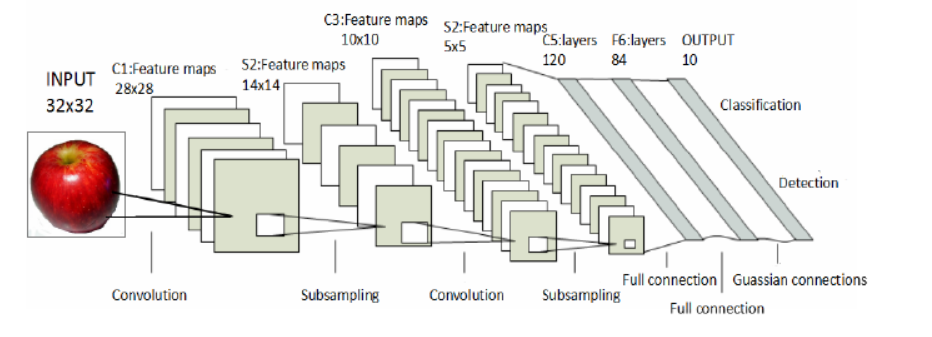 C3:Feature maps
10x10
S2:Feature maps
5x5
C5:layers
120
F6:layers
84
OUTPUT
10
INPUT
32x32
C1:Feature maps
28x28
S2:Feature maps
14x14
Classification
Detection
Convolution
Subsampling
Convolution
Subsampling
Full connection
Full connection
Guassian connections